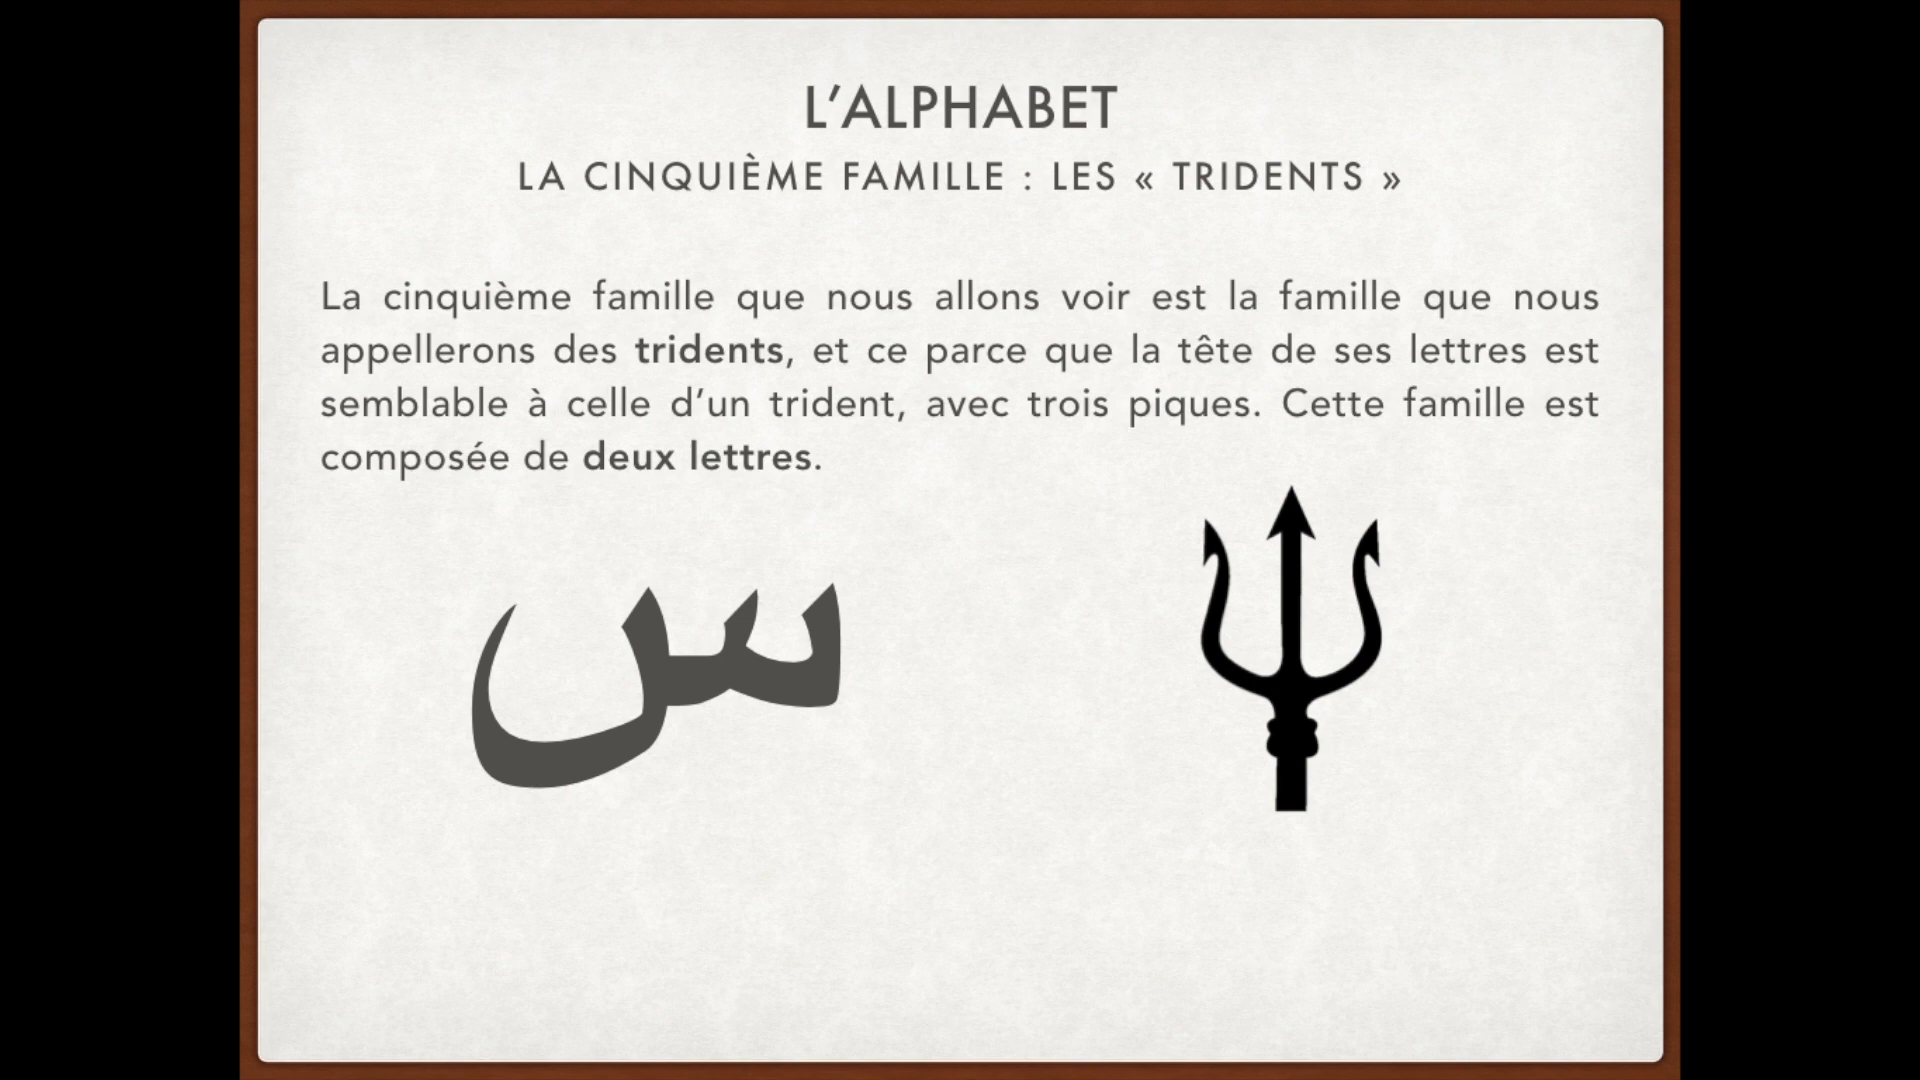 L’ALPHABET
LA CINQUIÈME FAMILLE : LES « TRIDENTS »
La cinquième famille que nous allons voir est la famille que nous
appellerons des tridents, et ce parce que la tête de ses lettres est
semblable à celle d’un trident, avec trois piques. Cette famille est
composée de deux lettres.
س